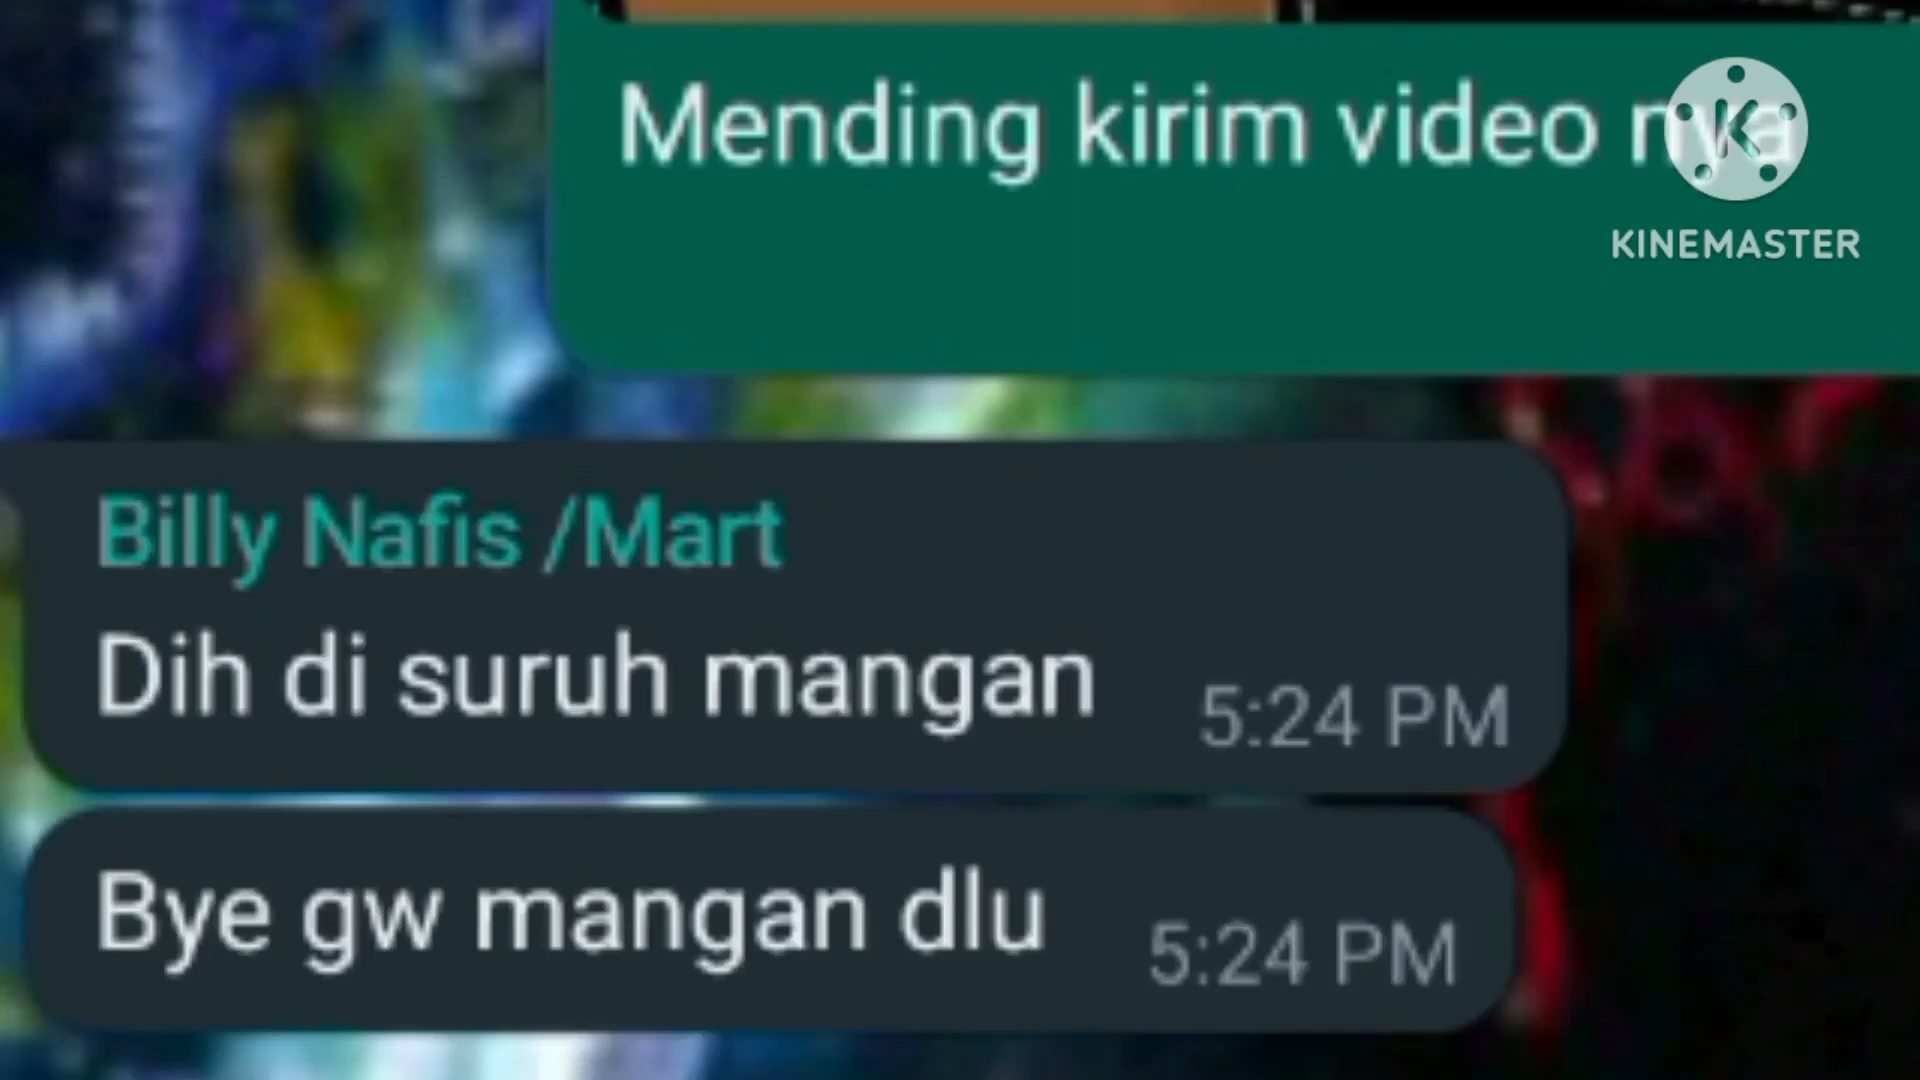 Mending kirim video nya
KINEMASTER
Billy Nafis /Mart
Dih di suruh mangan
5:24 PM
Bye gw mangan dlu
5:24 PM